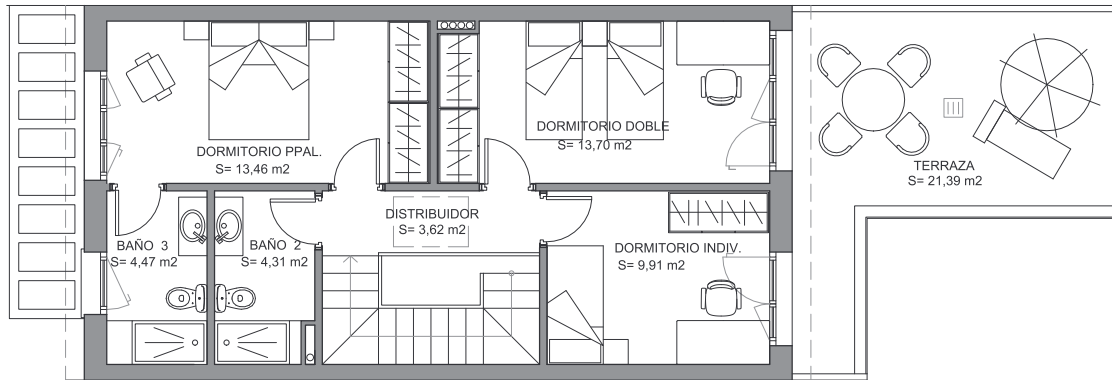 DORMITORIO PPAL.
S= 13,46 m2
DORMITORIO DOBLE
S= 13,70 m2
TERRAZA
S= 21,39 m2
DISTRIBUIDOR
S= 3,62 m2
BAÑO 3
S= 4,47 m2
BAÑO 2
S= 4,31 m2
DORMITORIO INDIV.
S= 9,91 m2